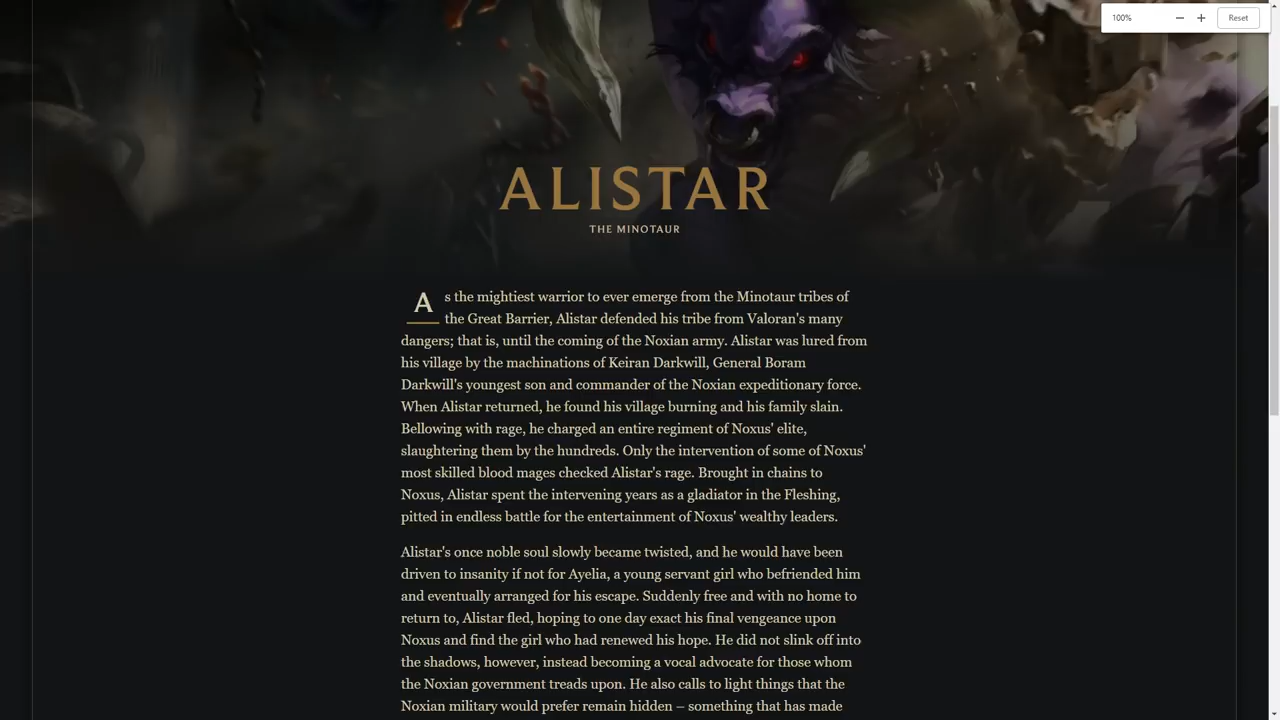 100%
Reset
ALISTAR
THE MINOTAUR
As the mightiest warrior to ever emerge from the Minotaur tribes of
the Great Barrier, Alistar defended his tribe from Valoran's many
dangers; that is, until the coming of the Noxian army. Alistar was lured from
his village by the machinations of Keiran Darkwill, General Boram
Darkwill's youngest son and commander of the Noxian expeditionary force.
When Alistar returned, he found his village burning and his family slain.
Bellowing with rage, he charged an entire regiment of Noxus' elite,
slaughtering them by the hundreds. Only the intervention of some of Noxus'
most skilled blood mages checked Alistar's rage. Brought in chains to
Noxus, Alistar spent the intervening years as a gladiator in the Fleshing,
pitted in endless battle for the entertainment of Noxus' wealthy leaders.
Alistar's once noble soul slowly became twisted, and he would have been
driven to insanity if not for Ayelia, a young servant girl who befriended him
and eventually arranged for his escape. Suddenly free and with no home to
return to, Alistar fled, hoping to one day exact his final vengeance upon
Noxus and find the girl who had renewed his hope. He did not slink off into
the shadows, however, instead becoming a vocal advocate for those whom
the Noxian government treads upon. He also calls to light things that the
Noxian military would prefer remain hidden – something that has made